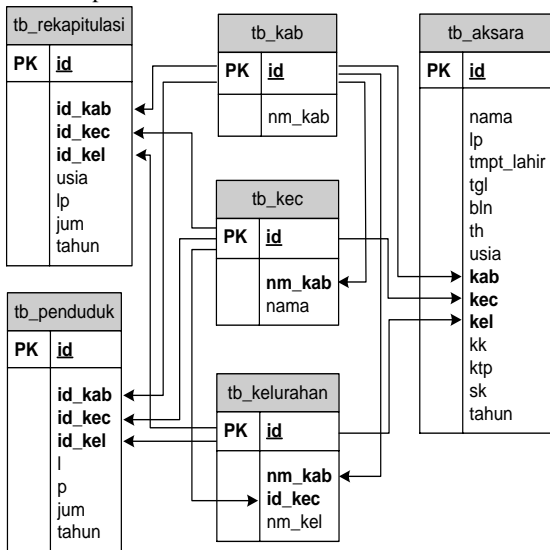 tb_rekapitulasi
PK id
id_kab
id_kec
id_kel
usia
lp
jum
tahun
tb_kab
PK id
nm_kab
tb_aksara
PK id
nama
lp
tmpt_lahir
tgl
bln
th
usia
kab
kec
kel
kk
ktp
sk
tahun
tb_kec
PK id
nm_kab
nama
tb_penduduk
PK id
id_kab
id_kec
id_kel
l
p
jum
tahun
tb_kelurahan
PK id
nm_kab
id_kec
nm_kel